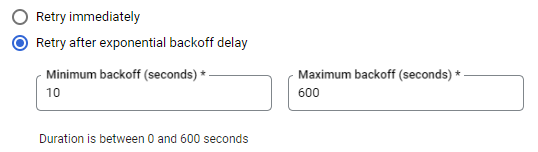 Retry immediately
Retry after exponential backoff delay
Minimum backoff (seconds) *
Maximum backoff (seconds) *
10
600
Duration is between 0 and 600 seconds